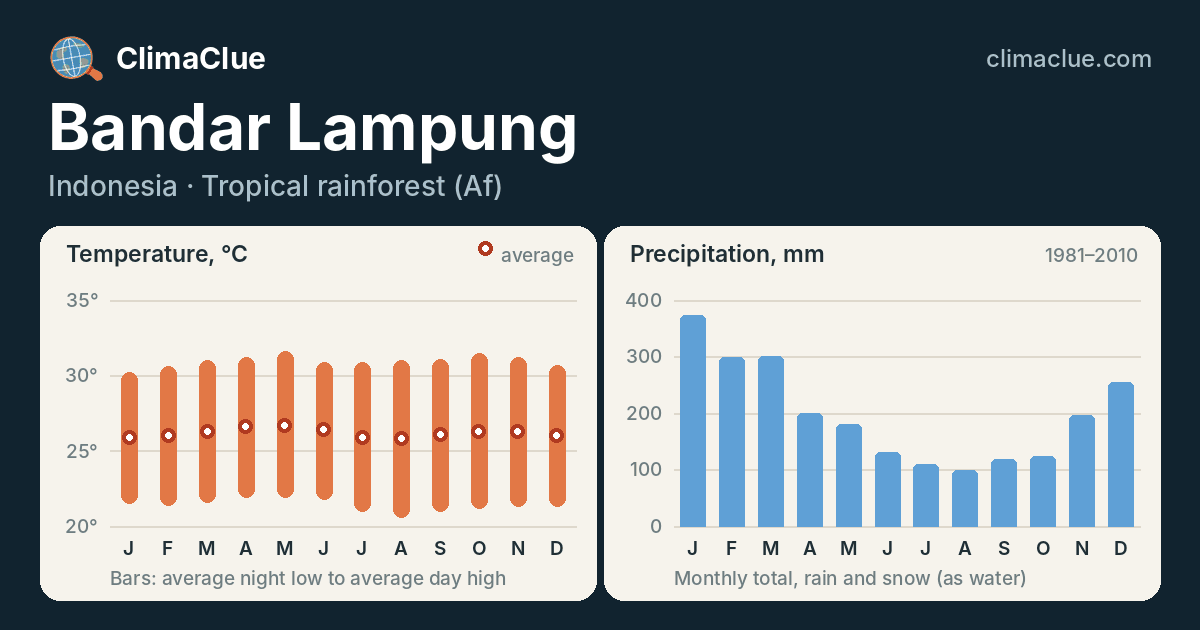 ClimaClue
climaclue.com
Bandar Lampung
Indonesia · Tropical rainforest (Af)
Temperature, °C
average
35°
30°
25°
20°
J F M A M J J A S O N D
Bars: average night low to average day high
Precipitation, mm
1981–2010
400
300
200
100
0
J F M A M J J A S O N D
Monthly total, rain and snow (as water)